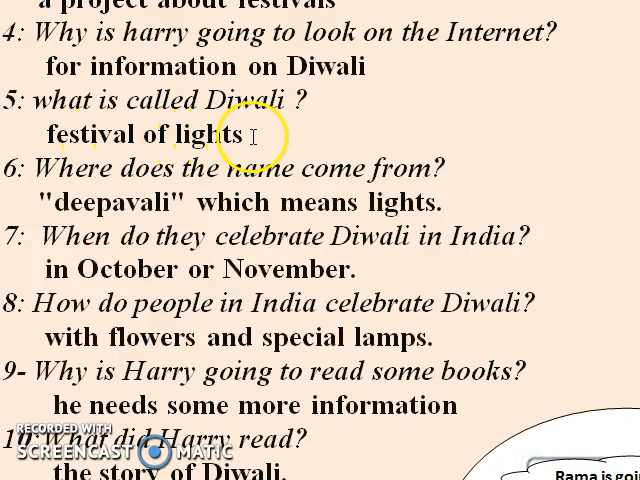 a project about festivals
4: Why is harry going to look on the Internet?
for information on Diwali
5: what is called Diwali ?
festival of lights
6: Where does the name come from?
"deepavali" which means lights.
7: When do they celebrate Diwali in India?
in October or November.
8: How do people in India celebrate Diwali?
with flowers and special lamps.
9- Why is Harry going to read some books?
he needs some more information
10: What did Harry read?
RECORDED WITH
SCREENCAST MATIC
the story of Diwali.
Rama is goi